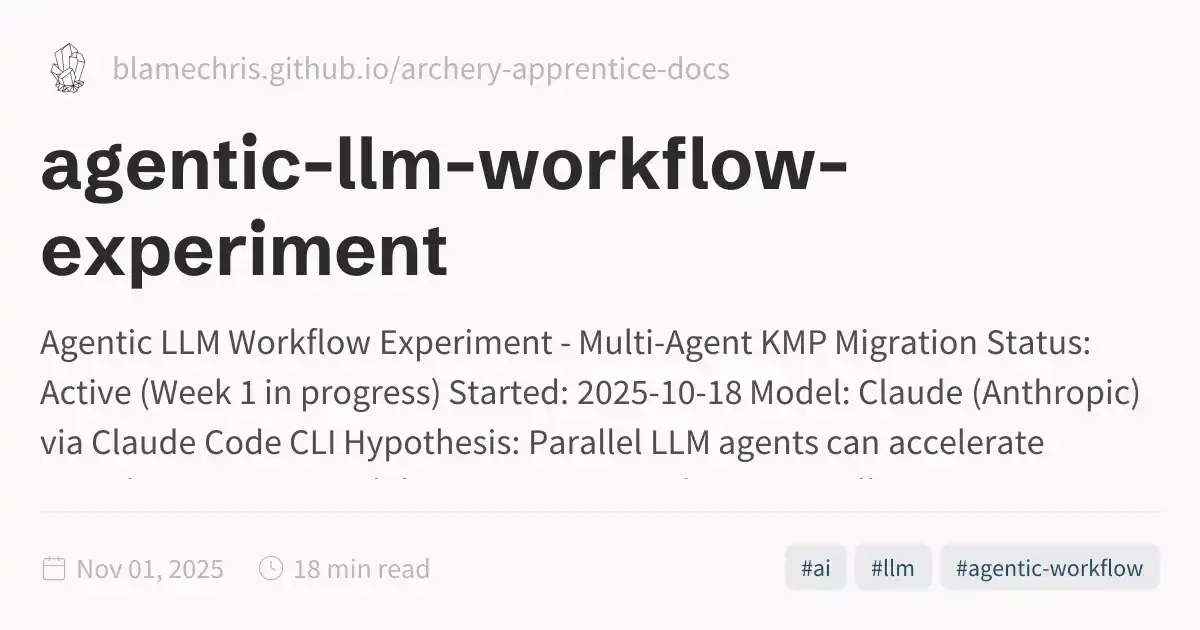 blamechris.github.io/archery-apprentice-docs
agentic-llm-workflow-
experiment
Agentic LLM Workflow Experiment - Multi-Agent KMP Migration Status:
Active (Week 1 in progress) Started: 2025-10-18 Model: Claude (Anthropic)
via Claude Code CLI Hypothesis: Parallel LLM agents can accelerate
Nov 01, 2025
18 min read
#ai
#llm
#agentic-workflow